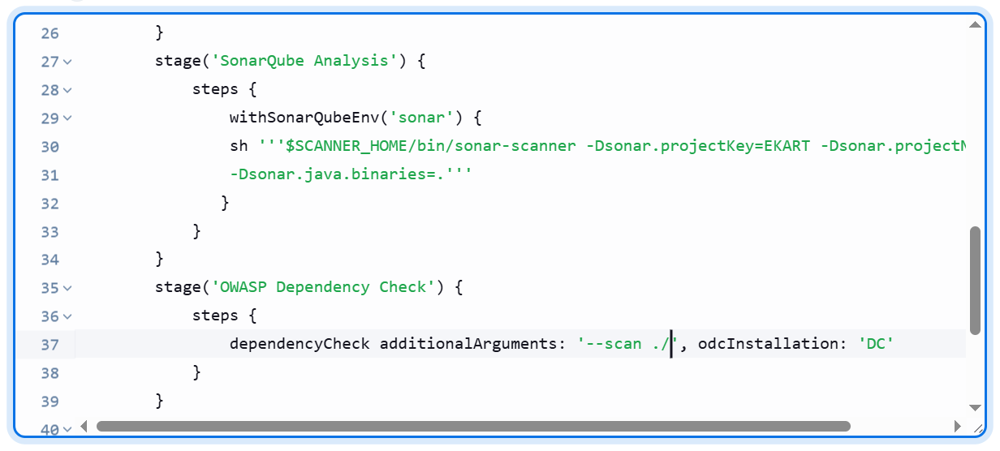 26 }
27 stage('SonarQube Analysis') {
28 steps {
29 withSonarQubeEnv('sonar') {
30 sh '''$SCANNER_HOME/bin/sonar-scanner -Dsonar.projectKey=EKART -Dsonar.projectN
31 -Dsonar.java.binaries=.'''
32 }
33 }
34 }
35 stage('OWASP Dependency Check') {
36 steps {
37 dependencyCheck additionalArguments: '--scan ./', odcInstallation: 'DC'
38 }
39 }
40